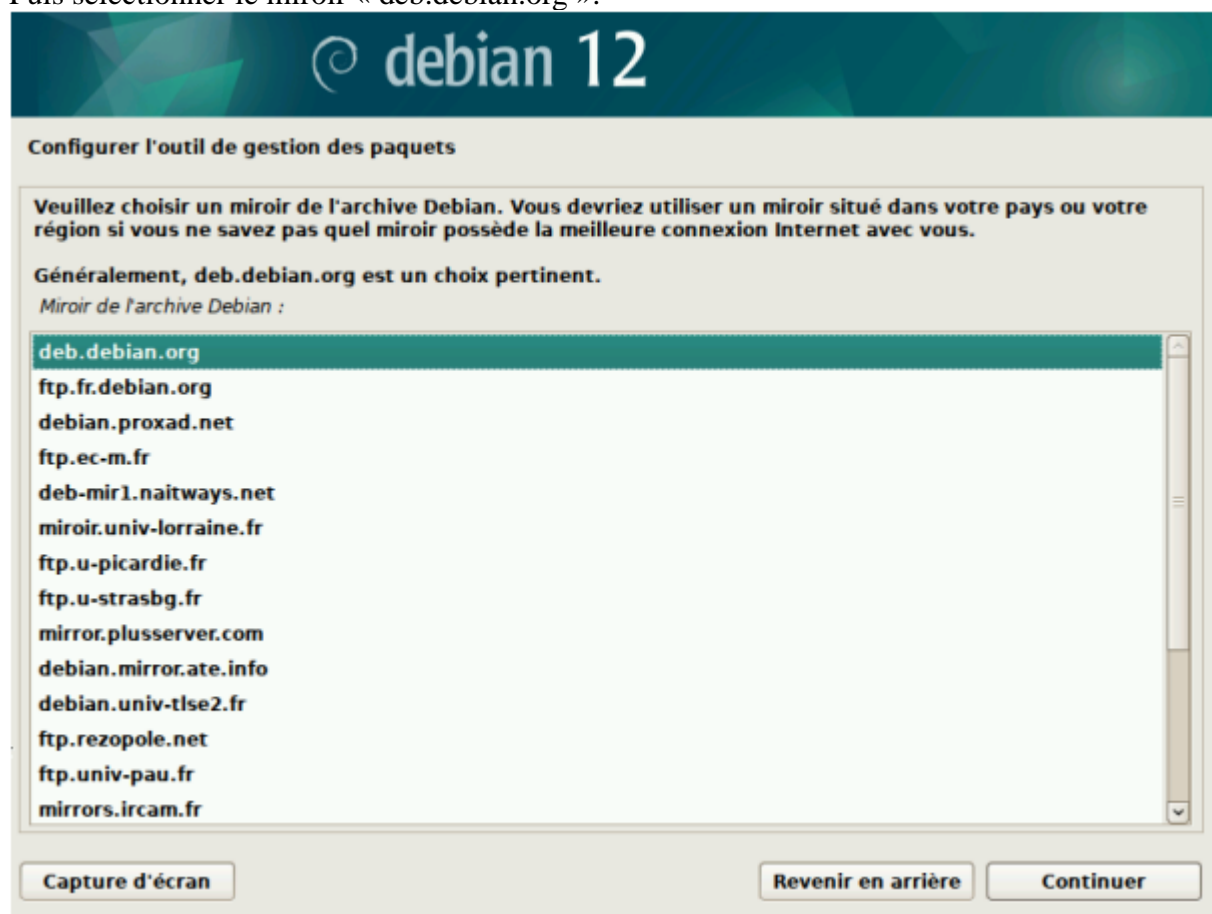 Puis sélectionner le miroir « deb.debian.org ».
debian 12
Configurer l'outil de gestion des paquets
Veuillez choisir un miroir de l'archive Debian. Vous devriez utiliser un miroir situé dans votre pays ou votre
région si vous ne savez pas quel miroir possède la meilleure connexion Internet avec vous.
Généralement, deb.debian.org est un choix pertinent.
Miroir de l'archive Debian :
deb.debian.org
ftp.fr.debian.org
debian.proxad.net
ftp.ec-m.fr
deb-mir1.naitways.net
miroir.univ-lorraine.fr
ftp.u-picardie.fr
ftp.u-strasbg.fr
mirror.plusserver.com
debian.mirror.ate.info
debian.univ-tlse2.fr
ftp.rezopole.net
ftp.univ-pau.fr
mirrors.ircam.fr
Capture d'écran
Revenir en arrière
Continuer